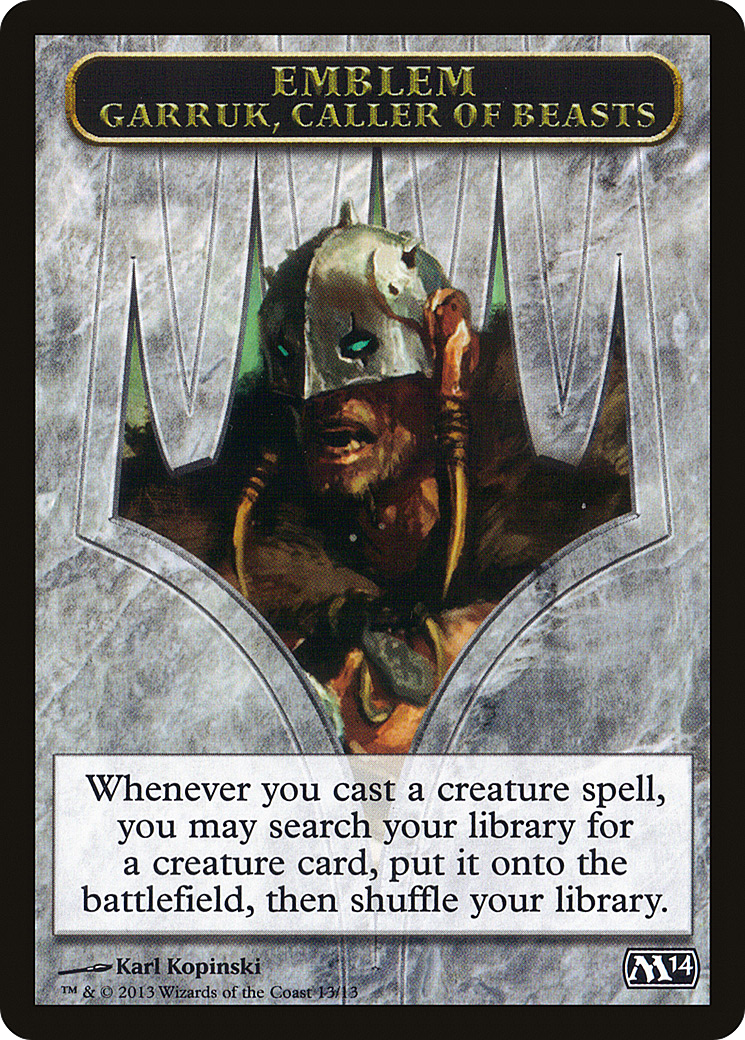 EMBLEM
GARRUK, CALLER OF BEASTS
Whenever you cast a creature spell,
you may search your library for
a creature card, put it onto the
battlefield, then shuffle your library.
Karl Kopinski
™ & © 2013 Wizards of the Coast 13/13
M14